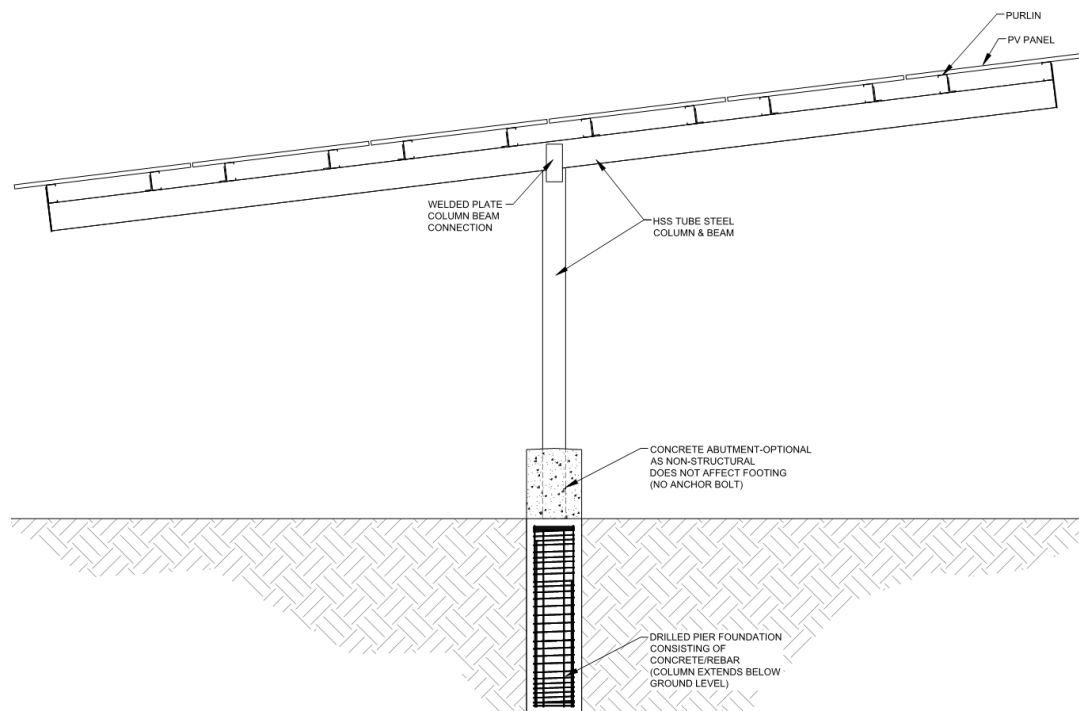 PURLIN
PV PANEL
WELDED PLATE
COLUMN BEAM
CONNECTION
HSS TUBE STEEL
COLUMN & BEAM
CONCRETE ABUTMENT-OPTIONAL
AS NON-STRUCTURAL
DOES NOT AFFECT FOOTING
(NO ANCHOR BOLT)
DRILLED PIER FOUNDATION
CONSISTING OF
CONCRETE/REBAR
(COLUMN EXTENDS BELOW
GROUND LEVEL)